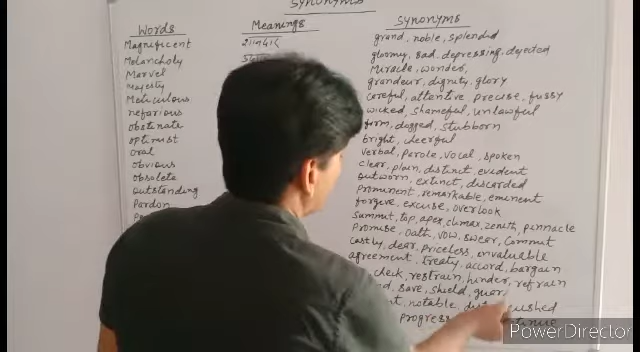 SYNONYMS
Words Meanings Synonyms
Magnificent शानदार grand, noble, splendid
Melancholy gloomy, sad, depressing, dejected
Marvel Miracle, wonder,
Majesty grandeur, dignity, glory
Meticulous careful, attentive precise, fussy
nefarious wicked, shameful, unlawful
obstinate firm, dogged, stubborn
optimist bright, cheerful
oral verbal, parole, vocal, spoken
obvious clear, plain, distinct, evident
obsolete outworn, extinct, discarded
outstanding prominent, remarkable, eminent
Pardon forgive, excuse, overlook
summit, top, apex, climax, zenith, pinnacle
Promise, oath, vow, swear, commit
costly, dear, priceless, invaluable
agreement, treaty, accord, bargain
check, restrain, hinder, refrain
save, shield,
notable
PowerDirector